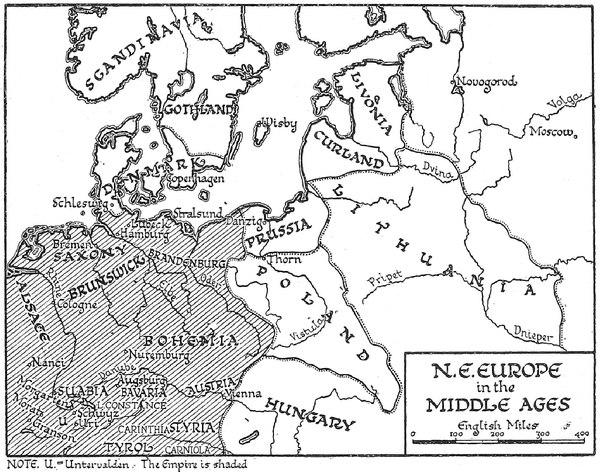 SCANDINAVIA
GOTHLAND
Visby
LIVONIA
CURLAND
Novogorod
Volga
Moscow
Dvina
DENMARK
Copenhagen
Schleswig
Stralsund
Lubeck
Hamburg
Danzig
PRUSSIA
LITHUANIA
Bremen
SAXONY
BRUNSWICK
BRANDENBURG
Thorn
POLAND
Pripet
Dnieper
Rhine
Elbe
Oder
Cologne
ALSACE
BOHEMIA
Vistula
Nanci
Nuremburg
Danube
SUABIA
Augsburg
BAVARIA
AUSTRIA
Vienna
Morgarten
CONSTANCE
Schwyz
Granson
U.
Uri
CARINTHIA
STYRIA
HUNGARY
TYROL
CARNIOLA
N.E. EUROPE
in the
MIDDLE AGES
English Miles
0 100 200 300 400
NOTE. U. = Unterwalden : The Empire is shaded